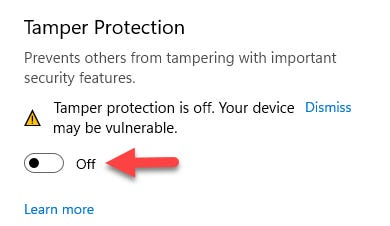 Tamper Protection
Prevents others from tampering with important
security features.
Tamper Protection is off. Your device Dismiss
may be vulnerable.
Off
Learn more